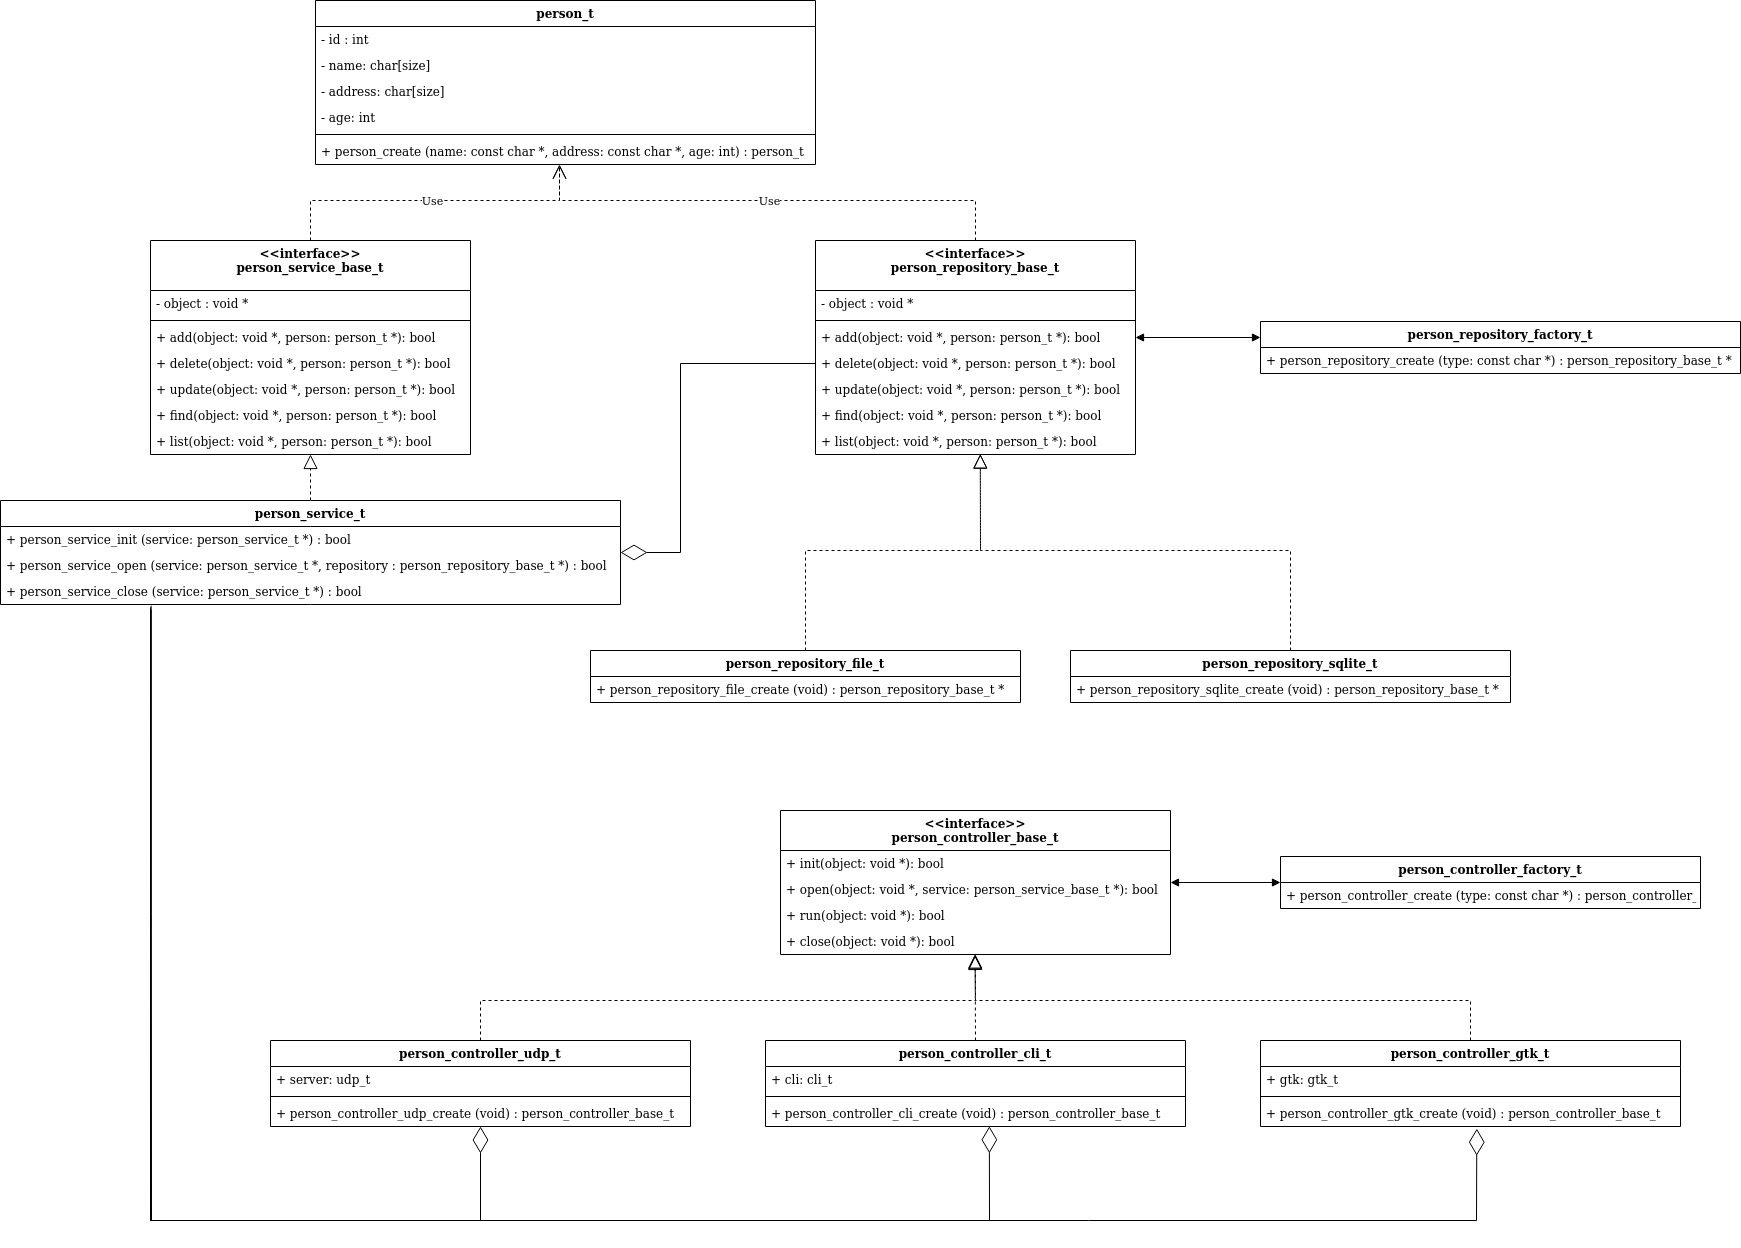 person_t
- id : int
- name: char[size]
- address: char[size]
- age: int
+ person_create (name: const char *, address: const char *, age: int) : person_t
Use
Use
<<interface>>
person_service_base_t
- object : void *
+ add(object: void *, person: person_t *): bool
+ delete(object: void *, person: person_t *): bool
+ update(object: void *, person: person_t *): bool
+ find(object: void *, person: person_t *): bool
+ list(object: void *, person: person_t *): bool
<<interface>>
person_repository_base_t
- object : void *
+ add(object: void *, person: person_t *): bool
+ delete(object: void *, person: person_t *): bool
+ update(object: void *, person: person_t *): bool
+ find(object: void *, person: person_t *): bool
+ list(object: void *, person: person_t *): bool
person_repository_factory_t
+ person_repository_create (type: const char *) : person_repository_base_t *
person_service_t
+ person_service_init (service: person_service_t *) : bool
+ person_service_open (service: person_service_t *, repository : person_repository_base_t *) : bool
+ person_service_close (service: person_service_t *) : bool
person_repository_file_t
+ person_repository_file_create (void) : person_repository_base_t *
person_repository_sqlite_t
+ person_repository_sqlite_create (void) : person_repository_base_t *
<<interface>>
person_controller_base_t
+ init(object: void *): bool
+ open(object: void *, service: person_service_base_t *): bool
+ run(object: void *): bool
+ close(object: void *): bool
person_controller_factory_t
+ person_controller_create (type: const char *) : person_controller_
person_controller_udp_t
+ server: udp_t
+ person_controller_udp_create (void) : person_controller_base_t
person_controller_cli_t
+ cli: cli_t
+ person_controller_cli_create (void) : person_controller_base_t
person_controller_gtk_t
+ gtk: gtk_t
+ person_controller_gtk_create (void) : person_controller_base_t